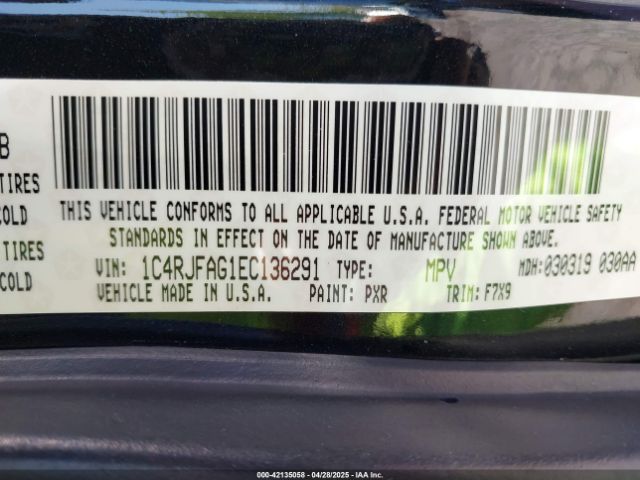 B
TIRES
COLD
TIRES
COLD
THIS VEHICLE CONFORMS TO ALL APPLICABLE U.S.A. FEDERAL MOTOR VEHICLE SAFETY
STANDARDS IN EFFECT ON THE DATE OF MANUFACTURE SHOWN ABOVE.
VIN: 1C4RJFAG1EC136291 TYPE: MPV MDH:030319 030AA
VEHICLE MADE IN U.S.A. PAINT: PXR TRIM:F7X9
000-42135058 - 04/28/2025 - IAAI.COM